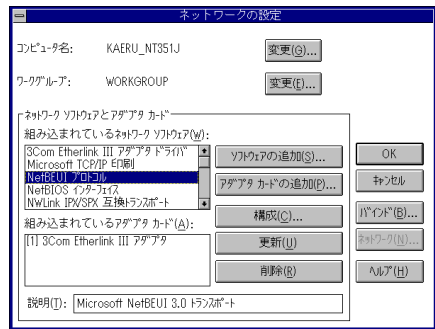 ネットワークの設定
コンピュータ名: KAERU_NT351J 変更(G)...
ワークグループ: WORKGROUP 変更(F)...
ネットワーク ソフトウェアとアダプタ カード
組み込まれているネットワーク ソフトウェア(W):
3Com Etherlink III アダプタ ドライバ
Microsoft TCP/IP 印刷
NetBEUI プロトコル
NetBIOS インターフェイス
NWLink IPX/SPX 互換トランスポート
組み込まれているアダプタ カード(A):
[1] 3Com Etherlink III アダプタ
ソフトウェアの追加(S)...
アダプタ カードの追加(P)...
構成(C)...
更新(U)
削除(R)
説明(T): Microsoft NetBEUI 3.0 トランスポート
OK
キャンセル
バインド(B)...
ネットワーク(N)...
ヘルプ(H)